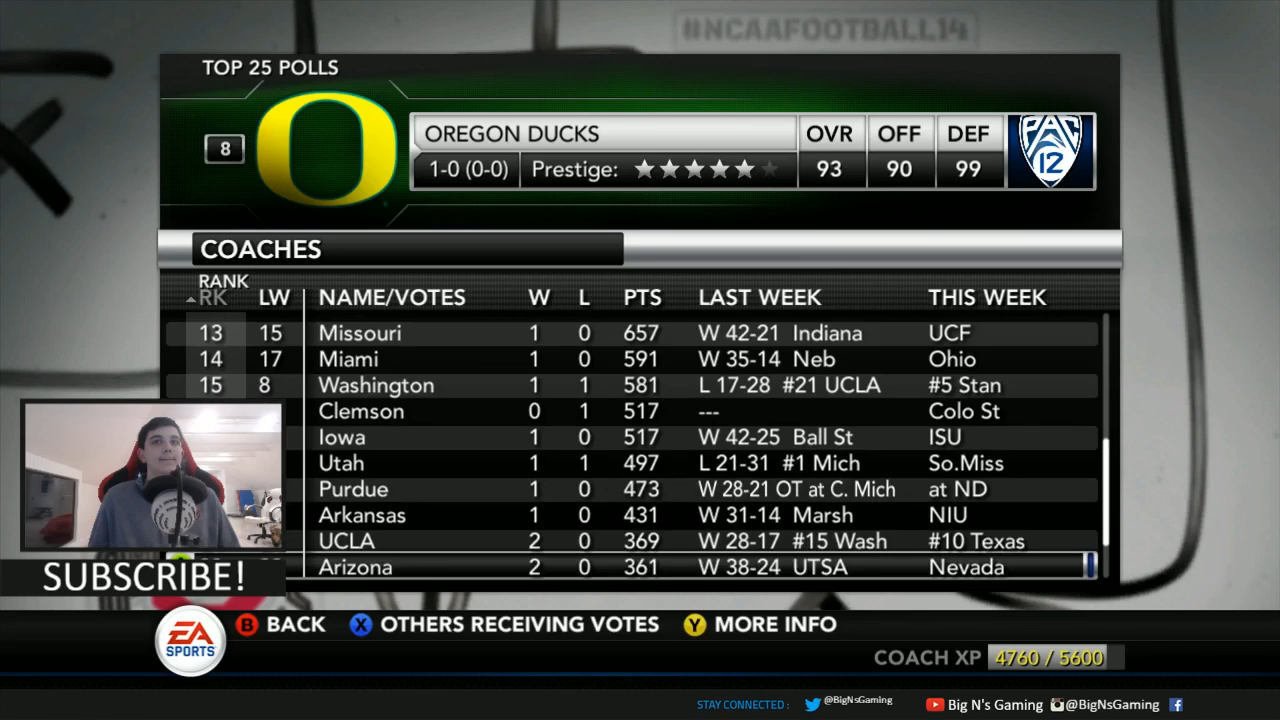 #NCAAFOOTBALL14
TOP 25 POLLS
8
OREGON DUCKS OVR OFF DEF
1-0 (0-0) Prestige: 93 90 99
PAC 12
COACHES
RANK
RK LW NAME/VOTES W L PTS LAST WEEK THIS WEEK
13 15 Missouri 1 0 657 W 42-21 Indiana UCF
14 17 Miami 1 0 591 W 35-14 Neb Ohio
15 8 Washington 1 1 581 L 17-28 #21 UCLA #5 Stan
Clemson 0 1 517 --- Colo St
Iowa 1 0 517 W 42-25 Ball St ISU
Utah 1 1 497 L 21-31 #1 Mich So.Miss
Purdue 1 0 473 W 28-21 OT at C. Mich at ND
Arkansas 1 0 431 W 31-14 Marsh NIU
UCLA 2 0 369 W 28-17 #15 Wash #10 Texas
Arizona 2 0 361 W 38-24 UTSA Nevada
SUBSCRIBE!
EA SPORTS
B BACK X OTHERS RECEIVING VOTES Y MORE INFO
COACH XP 4760 / 5600
STAY CONNECTED : @BigNsGaming Big N's Gaming @BigNsGaming